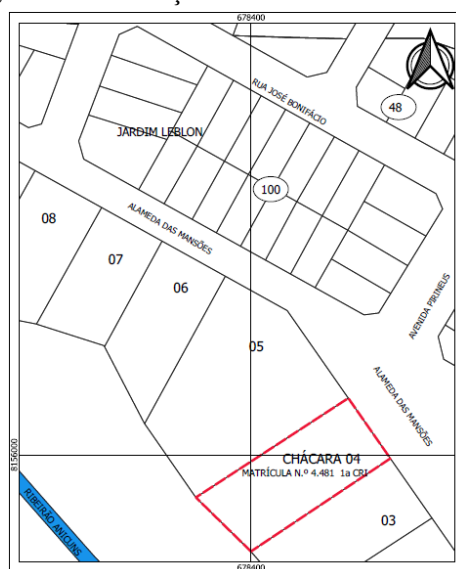 678400
RUA JOSÉ BONIFÁCIO
48
JARDIM LEBLON
100
ALAMEDA DAS MANSÕES
08
07
06
AVENIDA PIRINEUS
05
ALAMEDA DAS MANSÕES
8156000
CHÁCARA 04
MATRÍCULA N.º 4.481 1a CRI
RIBEIRÃO ANICUNS
03
678400